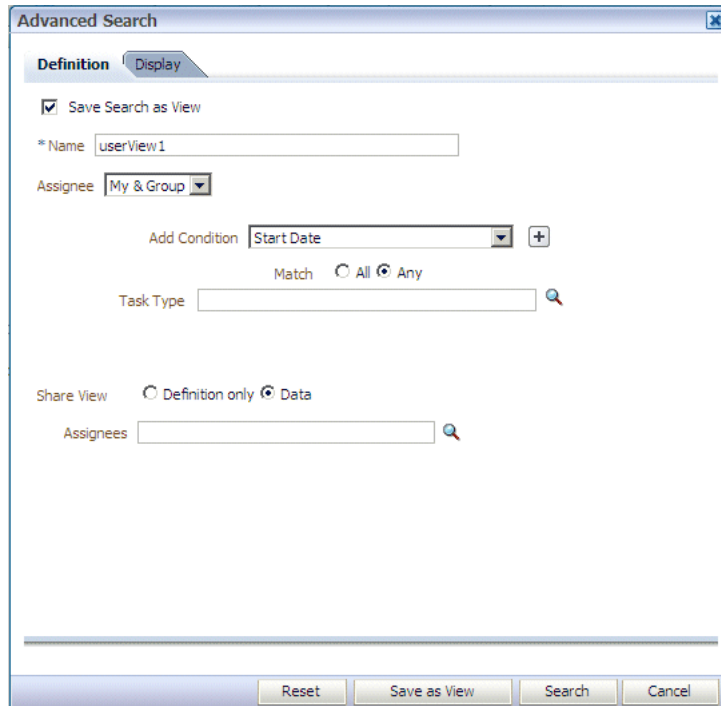 Advanced Search
Definition Display
Save Search as View
* Name userView1
Assignee My & Group
Add Condition Start Date
Match All Any
Task Type
Share View Definition only Data
Assignees
Reset Save as View Search Cancel